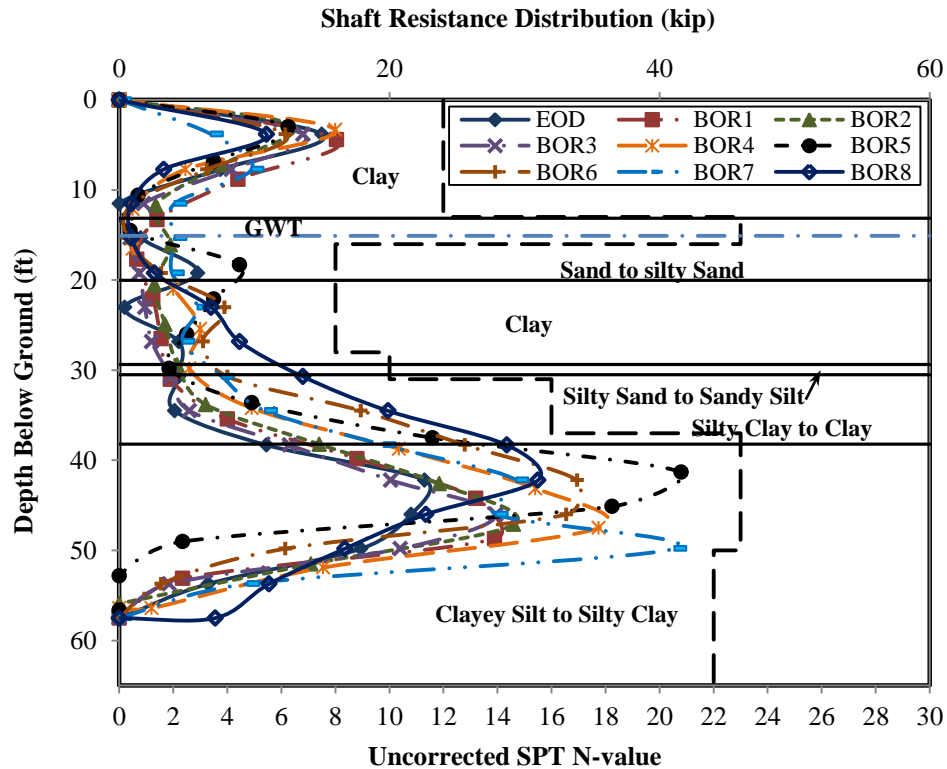 Shaft Resistance Distribution (kip)
0 20 40 60
0
10
20
30
40
50
60
Depth Below Ground (ft)
EOD BOR1 BOR2
BOR3 BOR4 BOR5
BOR6 BOR7 BOR8
Clay
GWT
Sand to silty Sand
Clay
Silty Sand to Sandy Silt
Silty Clay to Clay
Clayey Silt to Silty Clay
0 2 4 6 8 10 12 14 16 18 20 22 24 26 28 30
Uncorrected SPT N-value